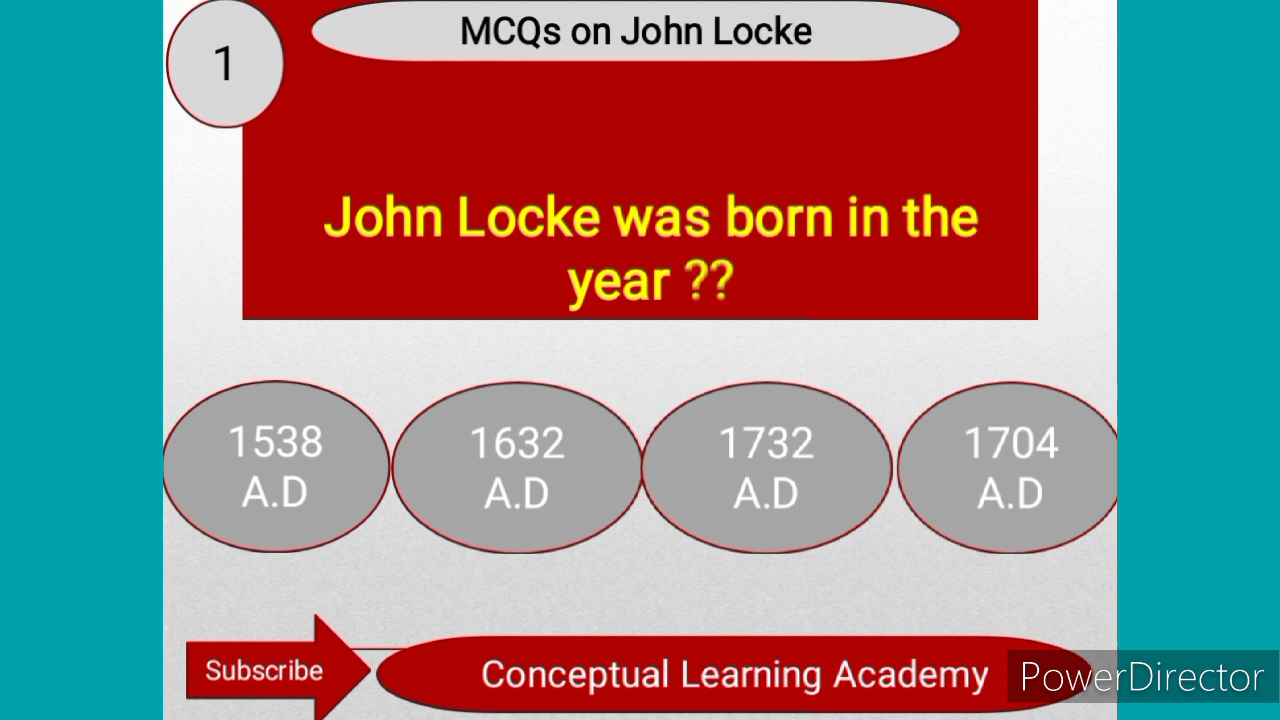 1
MCQs on John Locke
John Locke was born in the
year ??
1538
A.D
1632
A.D
1732
A.D
1704
A.D
Subscribe
Conceptual Learning Academy
PowerDirector